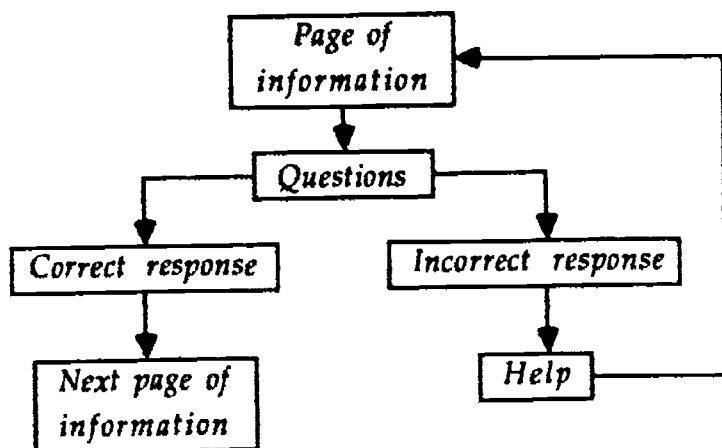 Page of
information
Questions
Correct response
Incorrect response
Next page of
information
Help